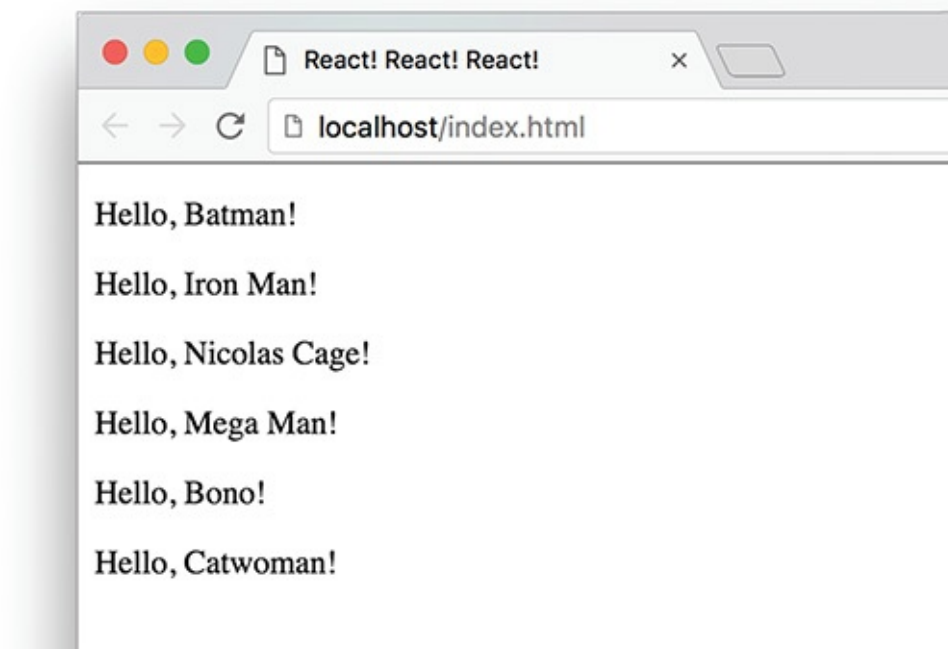 React! React! React!
localhost/index.html
Hello, Batman!
Hello, Iron Man!
Hello, Nicolas Cage!
Hello, Mega Man!
Hello, Bono!
Hello, Catwoman!